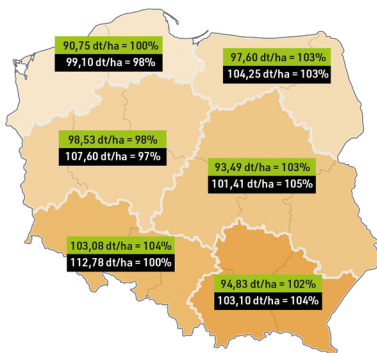 90,75 dt/ha = 100%
99,10 dt/ha = 98%
97,60 dt/ha = 103%
104,25 dt/ha = 103%
98,53 dt/ha = 98%
107,60 dt/ha = 97%
93,49 dt/ha = 103%
101,41 dt/ha = 105%
103,08 dt/ha = 104%
112,78 dt/ha = 100%
94,83 dt/ha = 102%
103,10 dt/ha = 104%